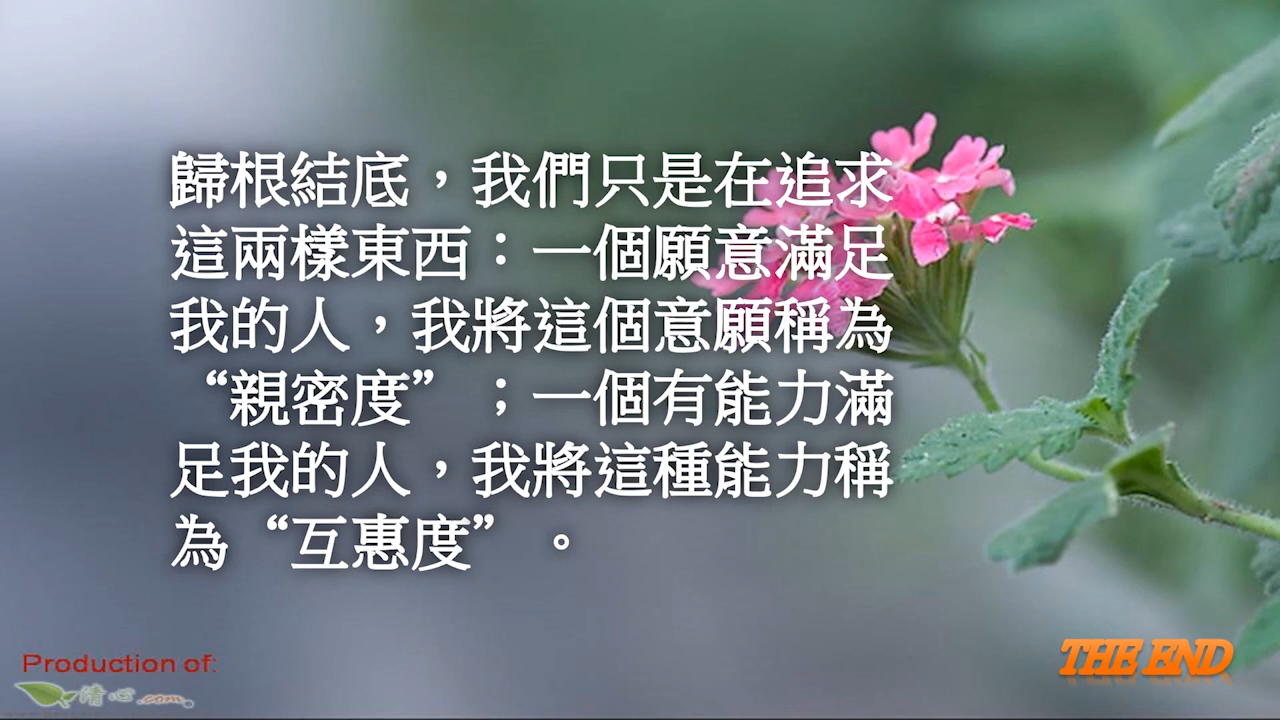 歸根結底，我們只是在追求
這兩樣東西：一個願意滿足
我的人，我將這個意願稱為
“親密度”；一個有能力滿
足我的人，我將這種能力稱
為“互惠度”。
Production of:
清心.com
THE END